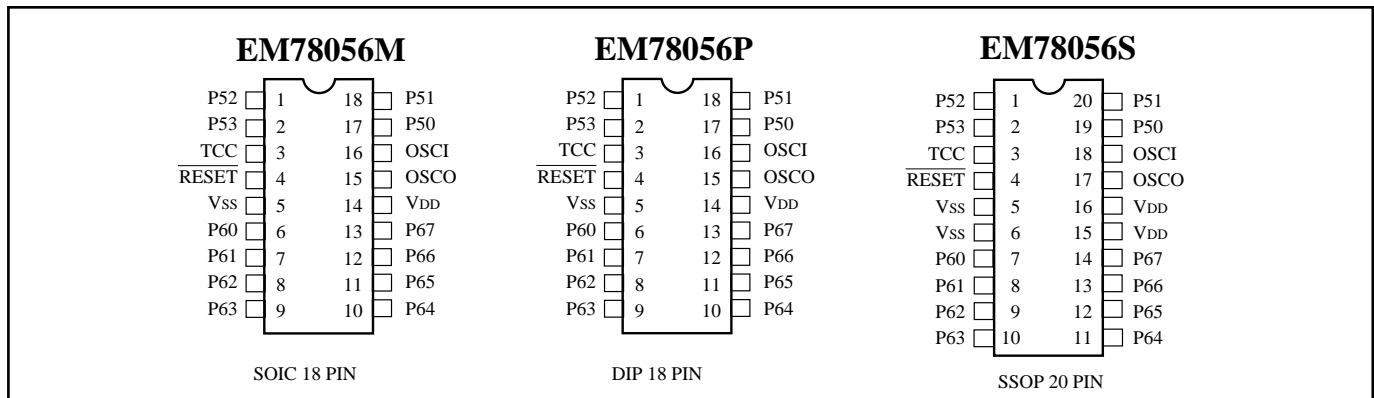 EM78056M
P52 1 18 P51
P53 2 17 P50
TCC 3 16 OSCI
RESET 4 15 OSCO
VSS 5 14 VDD
P60 6 13 P67
P61 7 12 P66
P62 8 11 P65
P63 9 10 P64
SOIC 18 PIN
EM78056P
P52 1 18 P51
P53 2 17 P50
TCC 3 16 OSCI
RESET 4 15 OSCO
VSS 5 14 VDD
P60 6 13 P67
P61 7 12 P66
P62 8 11 P65
P63 9 10 P64
DIP 18 PIN
EM78056S
P52 1 20 P51
P53 2 19 P50
TCC 3 18 OSCI
RESET 4 17 OSCO
VSS 5 16 VDD
VSS 6 15 VDD
P60 7 14 P67
P61 8 13 P66
P62 9 12 P65
P63 10 11 P64
SSOP 20 PIN